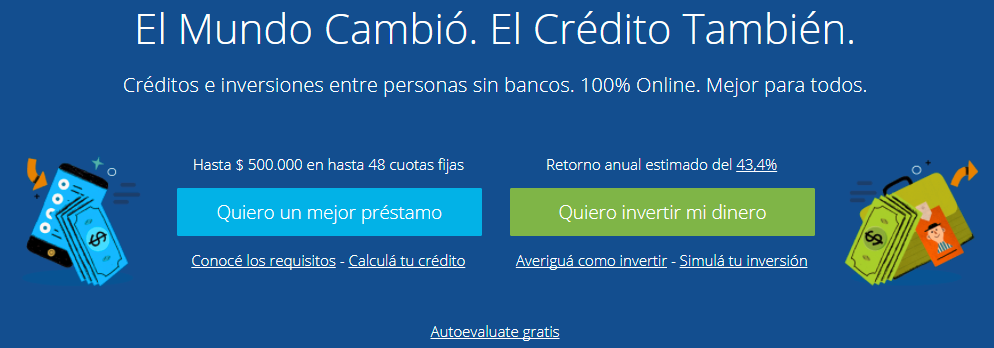 El Mundo Cambió. El Crédito También.
Créditos e inversiones entre personas sin bancos. 100% Online. Mejor para todos.
Hasta $ 500.000 en hasta 48 cuotas fijas
Quiero un mejor préstamo
Conocé los requisitos - Calculá tu crédito
Retorno anual estimado del 43,4%
Quiero invertir mi dinero
Averiguá como invertir - Simulá tu inversión
Autoevaluate gratis
$
$